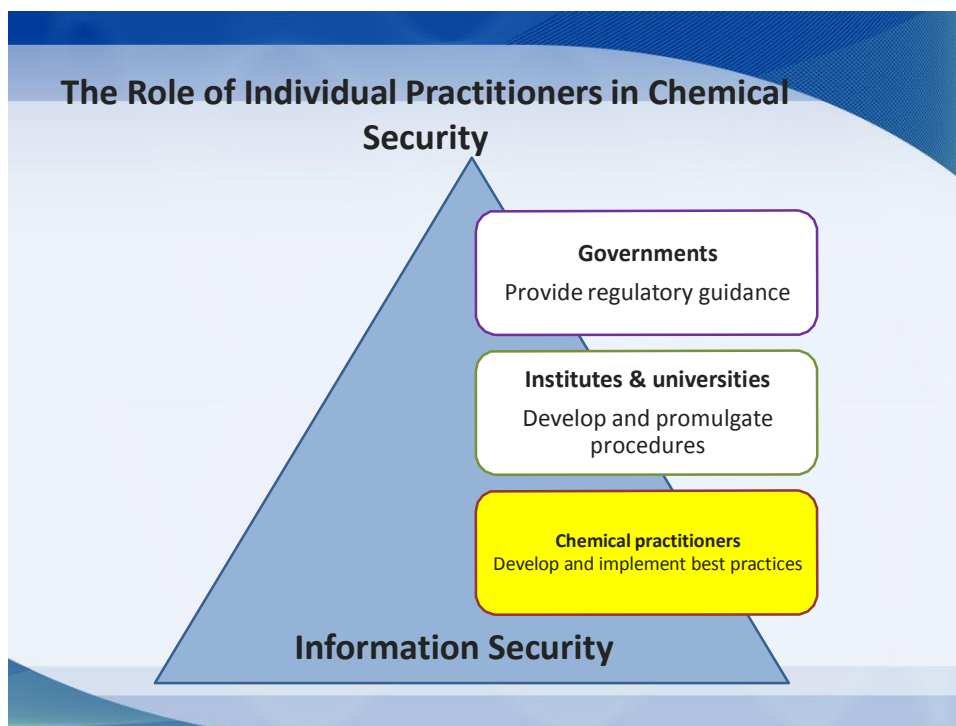 The Role of Individual Practitioners in Chemical
Security
Governments
Provide regulatory guidance
Institutes & universities
Develop and promulgate
procedures
Chemical practitioners
Develop and implement best practices
Information Security